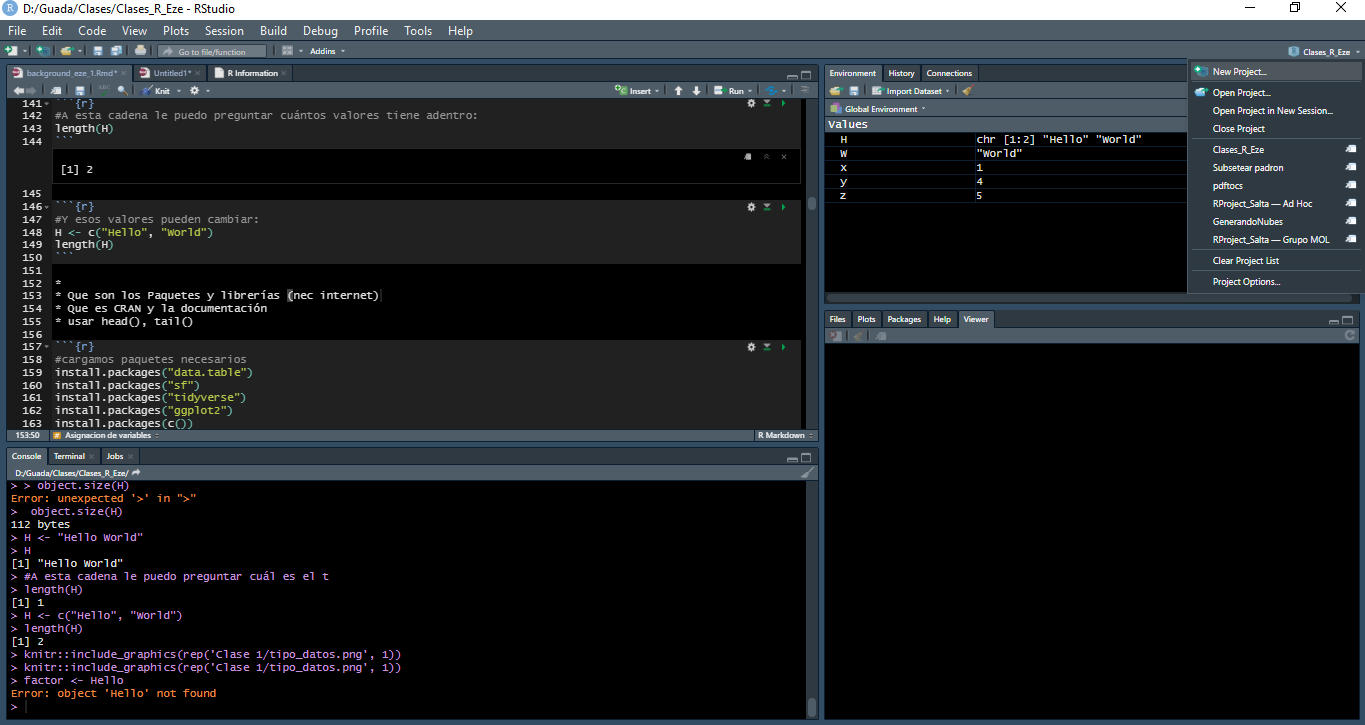 D:/Guada/Clases/Clases_R_Eze - RStudio
File Edit Code View Plots Session Build Debug Profile Tools Help
Go to file/function Addins Clases_R_Eze
background_eze_1.Rmd* Untitled1* R Information
Knit Insert Run
141 ```{r}
142 #A esta cadena le puedo preguntar cuántos valores tiene adentro:
143 length(H)
144 ```
[1] 2
145
146 ```{r}
147 #Y esos valores pueden cambiar:
148 H <- c("Hello", "World")
149 length(H)
150 ```
151
152 *
153 * Que son los Paquetes y librerías (nec internet)
154 * Que es CRAN y la documentación
155 * usar head(), tail()
156
157 ```{r}
158 #cargamos paquetes necesarios
159 install.packages("data.table")
160 install.packages("sf")
161 install.packages("tidyverse")
162 install.packages("ggplot2")
163 install.packages(c())
153:50 # Asignacion de variables R Markdown
Console Terminal Jobs
D:/Guada/Clases/Clases_R_Eze/
> > object.size(H)
Error: unexpected '>' in ">"
>  object.size(H)
112 bytes
> H <- "Hello World"
> H
[1] "Hello World"
> #A esta cadena le puedo preguntar cuál es el t
> length(H)
[1] 1
> H <- c("Hello", "World")
> length(H)
[1] 2
> knitr::include_graphics(rep('Clase 1/tipo_datos.png', 1))
> knitr::include_graphics(rep('Clase 1/tipo_datos.png', 1))
> factor <- Hello
Error: object 'Hello' not found
>
Environment History Connections
Import Dataset
Global Environment
Values
H chr [1:2] "Hello" "World"
W "World"
x 1
y 4
z 5
New Project...
Open Project...
Open Project in New Session...
Close Project
Clases_R_Eze
Subsetear padron
pdftocs
RProject_Salta — Ad Hoc
GenerandoNubes
RProject_Salta — Grupo MOL
Clear Project List
Project Options...
Files Plots Packages Help Viewer